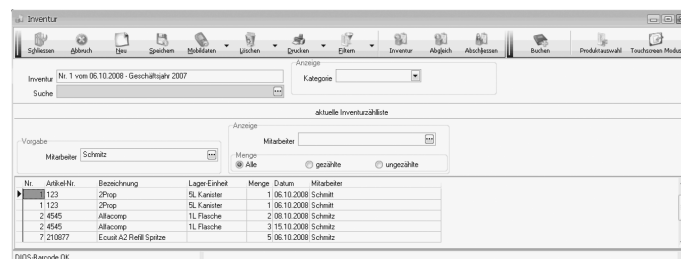 Inventur
Schliessen Abbruch Neu Speichern Mobildaten Löschen Drucken Filtern Inventur Abgleich Abschliessen Buchen Produktauswahl Touchscreen Modus
Anzeige
Inventur Nr. 1 vom 06.10.2008 - Geschäftsjahr 2007
Kategorie
Suche
aktuelle Inventurzählliste
Anzeige
Mitarbeiter
Vorgabe
Mitarbeiter Schmitz
Menge
Alle gezählte ungezählte
Nr. Artikel-Nr. Bezeichnung Lager-Einheit Menge Datum Mitarbeiter
1 123 2Prop 5L Kanister 1 06.10.2008 Schmitt
1 123 2Prop 5L Kanister 1 06.10.2008 Schmitz
2 4545 Alfacomp 1L Flasche 2 08.10.2008 Schmitz
2 4545 Alfacomp 1L Flasche 3 15.10.2008 Schmitz
7 210877 Ecusit A2 Refill Spritze 5 06.10.2008 Schmitz
DIOS-Barcode OK